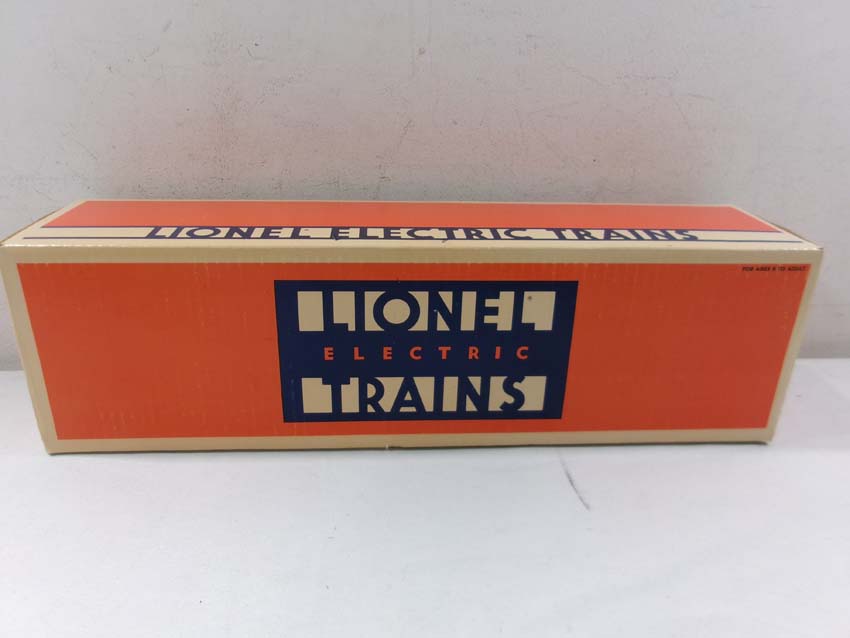 LIONEL ELECTRIC TRAINS
FOR AGES 8 TO ADULT
LIONEL
ELECTRIC
TRAINS